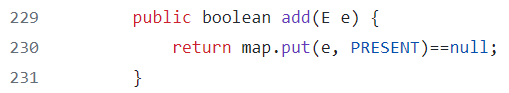 229 public boolean add(E e) {
230 return map.put(e, PRESENT)==null;
231 }